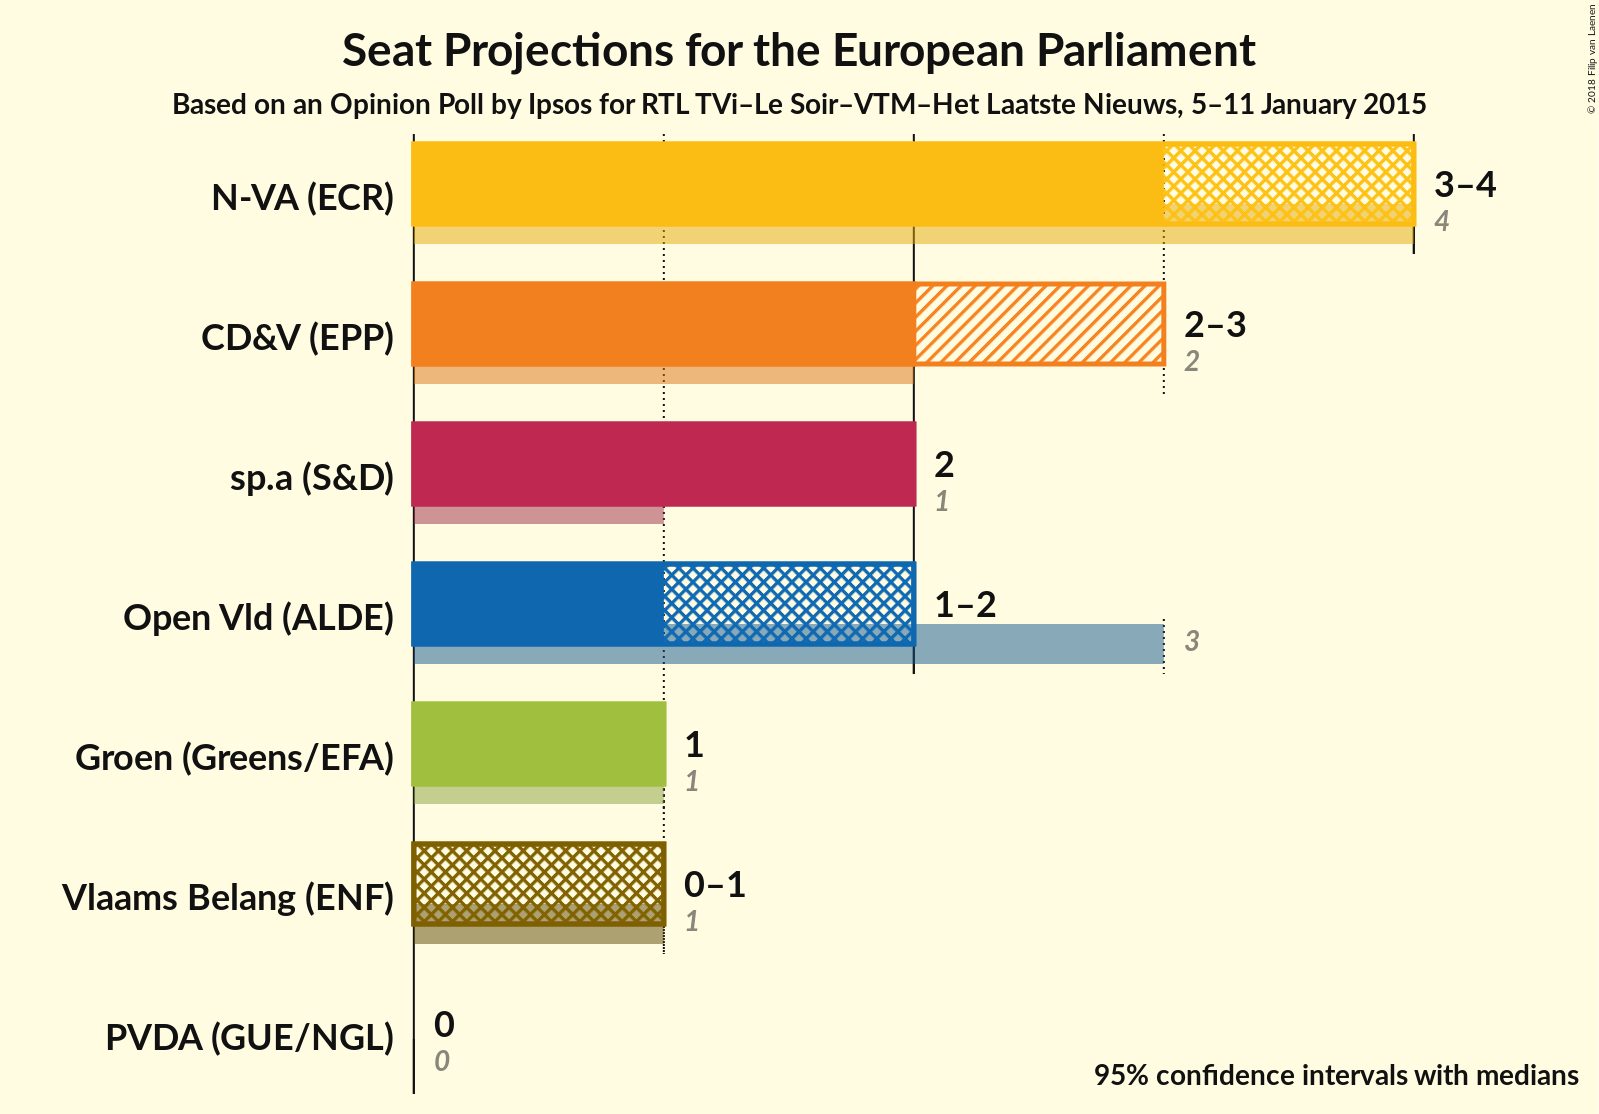 Seat Projections for the European Parliament
Based on an Opinion Poll by Ipsos for RTL TVi–Le Soir–VTM–Het Laatste Nieuws, 5–11 January 2015
© 2018 Filip van Laenen
N-VA (ECR)
3–4
4
CD&V (EPP)
2–3
2
sp.a (S&D)
2
1
Open Vld (ALDE)
1–2
3
Groen (Greens/EFA)
1
1
Vlaams Belang (ENF)
0–1
1
PVDA (GUE/NGL)
0
0
95% confidence intervals with medians